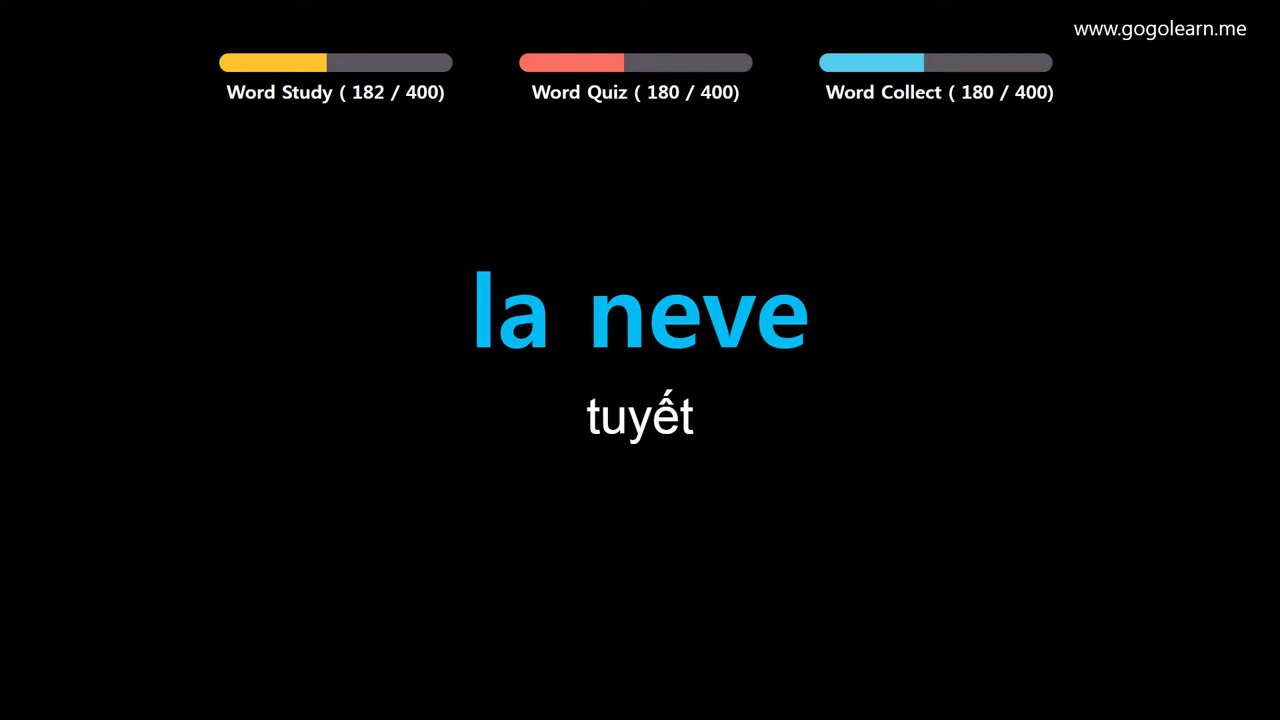 www.gogolearn.me
Word Study ( 182 / 400)
Word Quiz ( 180 / 400)
Word Collect ( 180 / 400)
la neve
tuyết